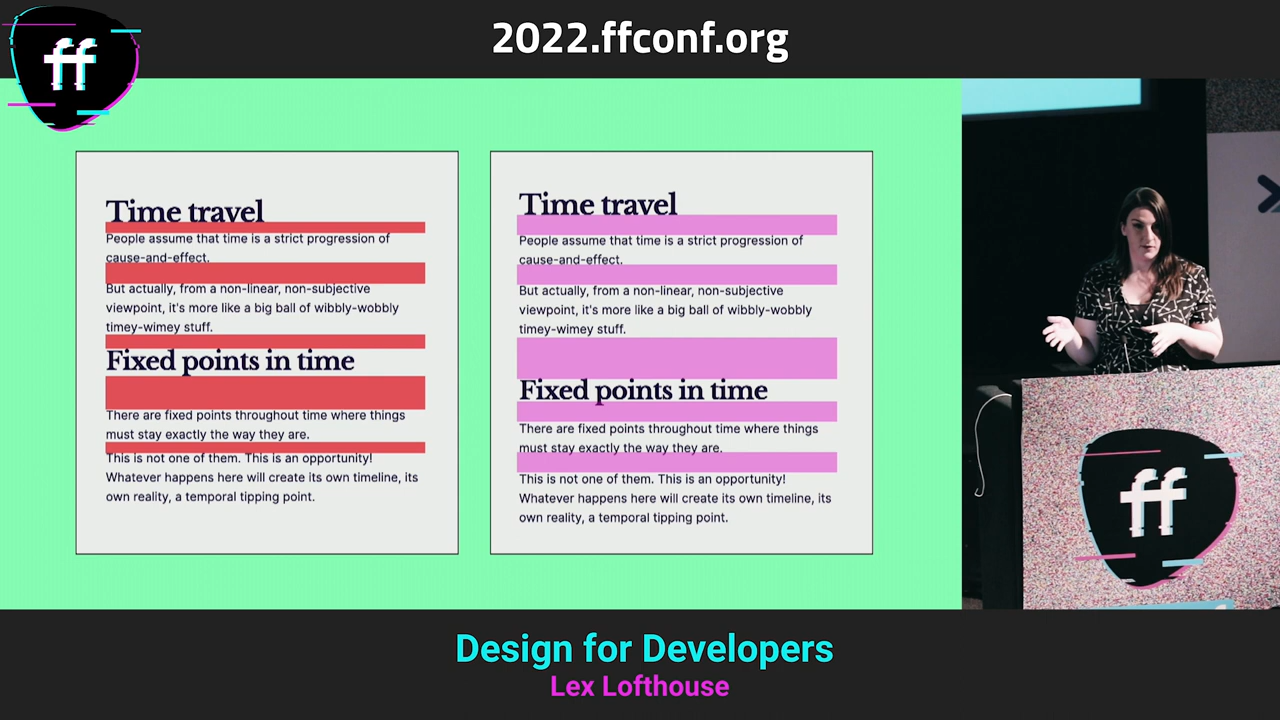 ff
2022.ffconf.org
Time travel
People assume that time is a strict progression of
cause-and-effect.
But actually, from a non-linear, non-subjective
viewpoint, it's more like a big ball of wibbly-wobbly
timey-wimey stuff.
Fixed points in time
There are fixed points throughout time where things
must stay exactly the way they are.
This is not one of them. This is an opportunity!
Whatever happens here will create its own timeline, its
own reality, a temporal tipping point.
Time travel
People assume that time is a strict progression of
cause-and-effect.
But actually, from a non-linear, non-subjective
viewpoint, it's more like a big ball of wibbly-wobbly
timey-wimey stuff.
Fixed points in time
There are fixed points throughout time where things
must stay exactly the way they are.
This is not one of them. This is an opportunity!
Whatever happens here will create its own timeline, its
own reality, a temporal tipping point.
ff
Design for Developers
Lex Lofthouse